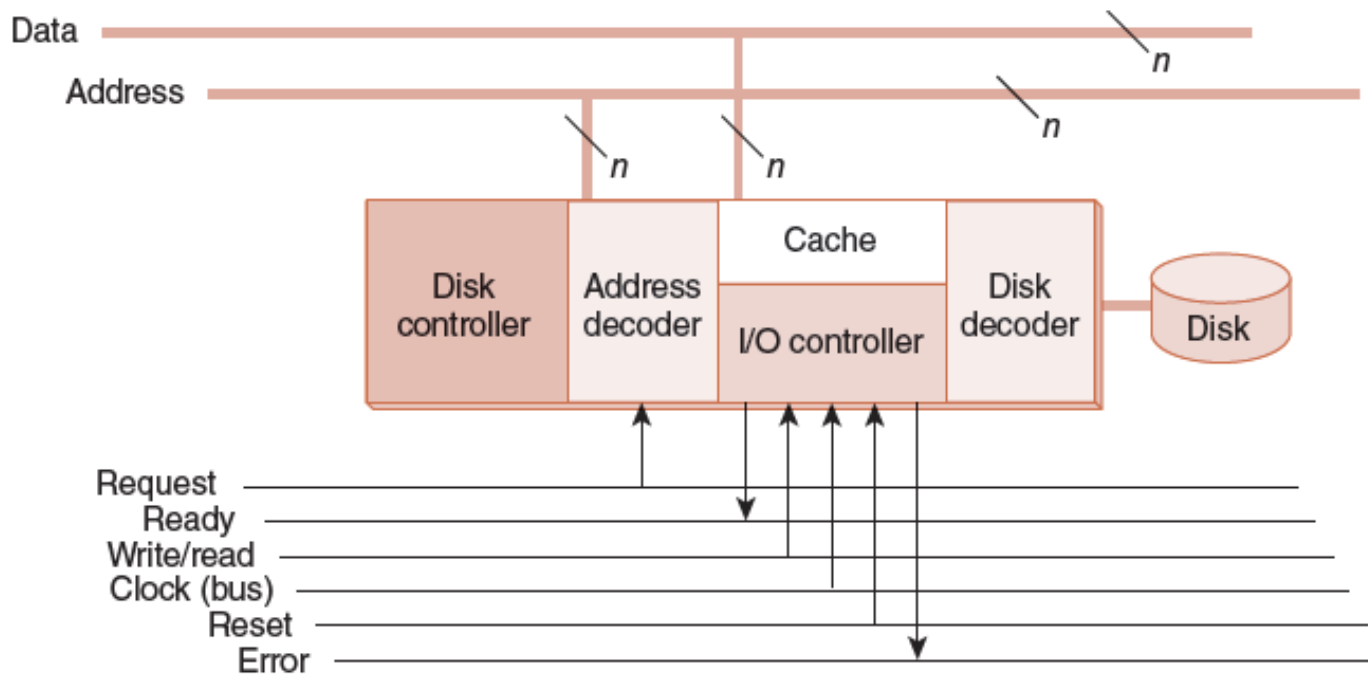 Data
n
Address
n
n
n
Cache
Disk
controller
Address
decoder
I/O controller
Disk
decoder
Disk
Request
Ready
Write/read
Clock (bus)
Reset
Error